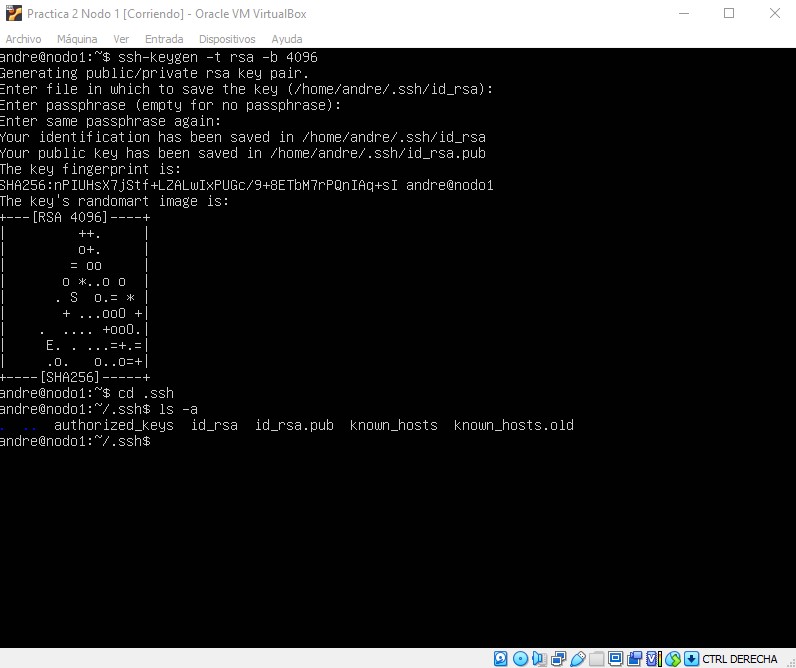 Practica 2 Nodo 1 [Corriendo] - Oracle VM VirtualBox
Archivo Máquina Ver Entrada Dispositivos Ayuda
andre@nodo1:~$ ssh-keygen -t rsa -b 4096
Generating public/private rsa key pair.
Enter file in which to save the key (/home/andre/.ssh/id_rsa):
Enter passphrase (empty for no passphrase):
Enter same passphrase again:
Your identification has been saved in /home/andre/.ssh/id_rsa
Your public key has been saved in /home/andre/.ssh/id_rsa.pub
The key fingerprint is:
SHA256:nPIUHsX7jStf+LZALwIxPUGc/9+8ETbM7rPQnIAq+sI andre@nodo1
The key's randomart image is:
+---[RSA 4096]----+
|         ++.     |
|         o+.     |
|        = oo     |
|       o *..o o  |
|      . S  o.= * |
|       + ...ooO +|
|    .  .... +ooO.|
|     E. . ...=+.=|
|     .o.   o..o=+|
+----[SHA256]-----+
andre@nodo1:~$ cd .ssh
andre@nodo1:~/.ssh$ ls -a
.  ..  authorized_keys  id_rsa  id_rsa.pub  known_hosts  known_hosts.old
andre@nodo1:~/.ssh$
CTRL DERECHA